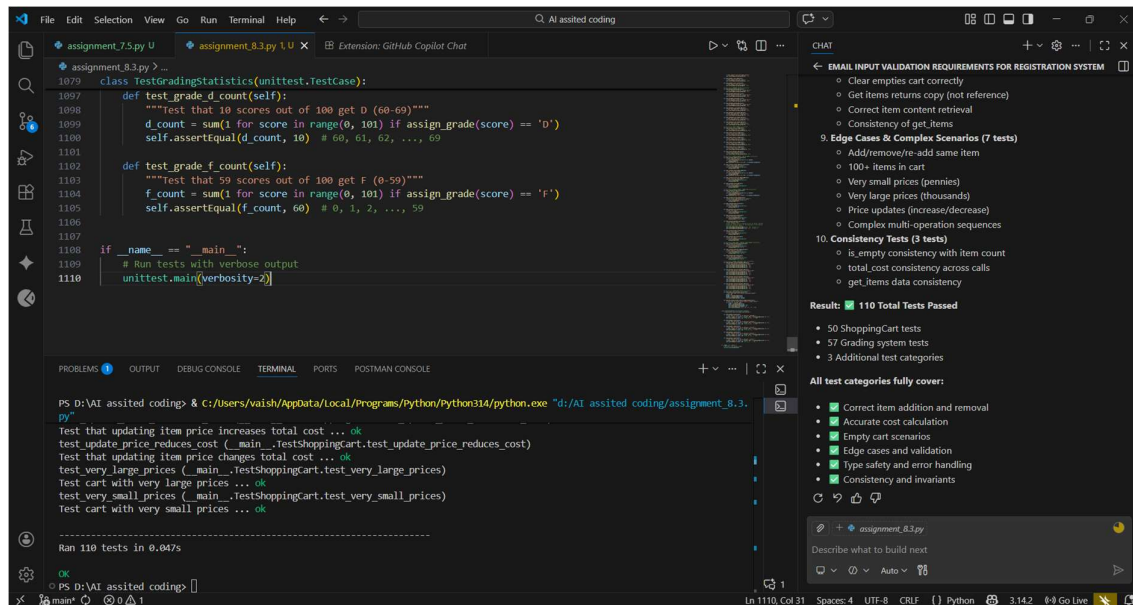 File Edit Selection View Go Run Terminal Help
AI assited coding
assignment_7.5.py U
assignment_8.3.py 1, U
Extension: GitHub Copilot Chat
assignment_8.3.py > ...
1079 class TestGradingStatistics(unittest.TestCase):
1097 def test_grade_d_count(self):
1098 """Test that 10 scores out of 100 get D (60-69)"""
1099 d_count = sum(1 for score in range(0, 101) if assign_grade(score) == 'D')
1100 self.assertEqual(d_count, 10) # 60, 61, 62, ..., 69
1101
1102 def test_grade_f_count(self):
1103 """Test that 59 scores out of 100 get F (0-59)"""
1104 f_count = sum(1 for score in range(0, 101) if assign_grade(score) == 'F')
1105 self.assertEqual(f_count, 60) # 0, 1, 2, ..., 59
1106
1107
1108 if __name__ == "__main__":
1109 # Run tests with verbose output
1110 unittest.main(verbosity=2)
PROBLEMS 1 OUTPUT DEBUG CONSOLE TERMINAL PORTS POSTMAN CONSOLE
PS D:\AI assited coding> & C:/Users/vaish/AppData/Local/Programs/Python/Python314/python.exe "d:/AI assited coding/assignment_8.3.
py"
Test that updating item price increases total cost ... ok
test_update_price_reduces_cost (__main__.TestShoppingCart.test_update_price_reduces_cost)
Test that updating item price changes total cost ... ok
test_very_large_prices (__main__.TestShoppingCart.test_very_large_prices)
Test cart with very large prices ... ok
test_very_small_prices (__main__.TestShoppingCart.test_very_small_prices)
Test cart with very small prices ... ok
----------------------------------------------------------------------
Ran 110 tests in 0.047s
OK
PS D:\AI assited coding>
CHAT
EMAIL INPUT VALIDATION REQUIREMENTS FOR REGISTRATION SYSTEM
Clear empties cart correctly
Get items returns copy (not reference)
Correct item content retrieval
Consistency of get_items
9. Edge Cases & Complex Scenarios (7 tests)
Add/remove/re-add same item
100+ items in cart
Very small prices (pennies)
Very large prices (thousands)
Price updates (increase/decrease)
Complex multi-operation sequences
10. Consistency Tests (3 tests)
is_empty consistency with item count
total_cost consistency across calls
get_items data consistency
Result: ✅ 110 Total Tests Passed
50 ShoppingCart tests
57 Grading system tests
3 Additional test categories
All test categories fully cover:
✅ Correct item addition and removal
✅ Accurate cost calculation
✅ Empty cart scenarios
✅ Edge cases and validation
✅ Type safety and error handling
✅ Consistency and invariants
assignment_8.3.py
Describe what to build next
Auto
6
1
main* 0 1
Ln 1110, Col 31 Spaces: 4 UTF-8 CRLF { } Python 3.14.2 Go Live